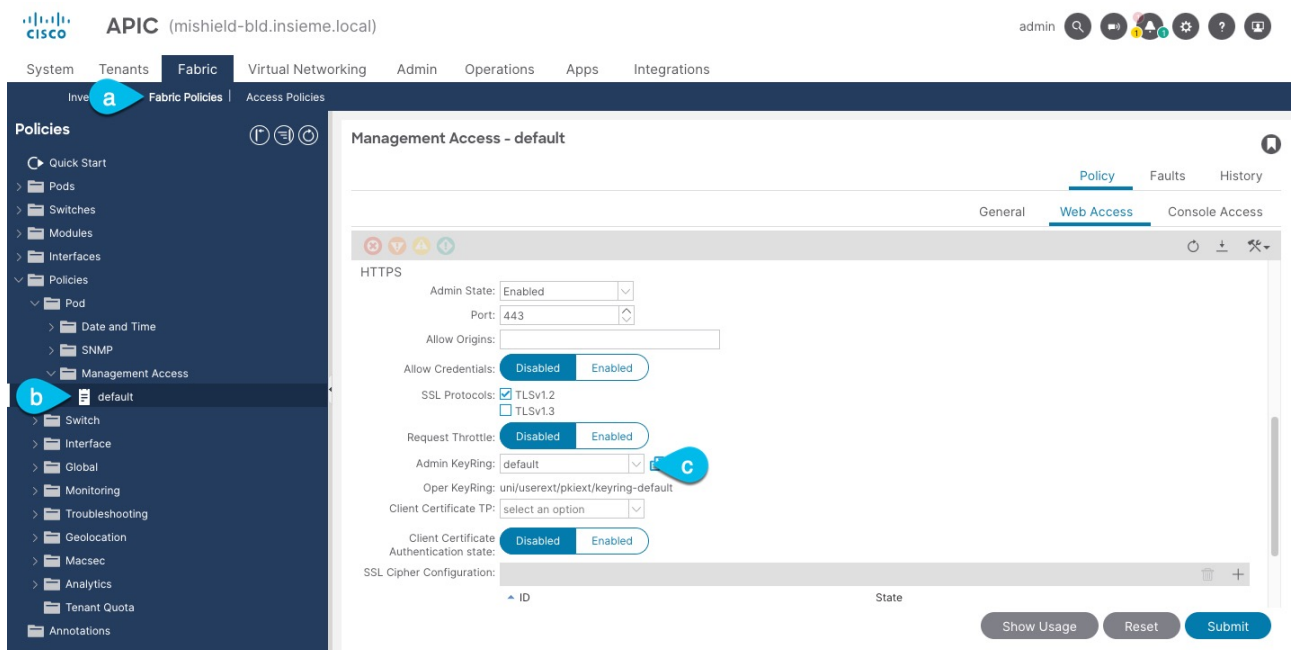 CISCO APIC (mishield-bld.insieme.local) admin 1 1
System Tenants Fabric Virtual Networking Admin Operations Apps Integrations
Inve a Fabric Policies | Access Policies
Policies
Quick Start
Pods
Switches
Modules
Interfaces
Policies
Pod
Date and Time
SNMP
Management Access
b default
Switch
Interface
Global
Monitoring
Troubleshooting
Geolocation
Macsec
Analytics
Tenant Quota
Annotations
Management Access - default
Policy Faults History
General Web Access Console Access
HTTPS
Admin State: Enabled
Port: 443
Allow Origins:
Allow Credentials: Disabled Enabled
SSL Protocols: TLSv1.2
TLSv1.3
Request Throttle: Disabled Enabled
Admin KeyRing: default c
Oper KeyRing: uni/userext/pkiext/keyring-default
Client Certificate TP: select an option
Client Certificate
Authentication state: Disabled Enabled
SSL Cipher Configuration:
ID State
Show Usage Reset Submit